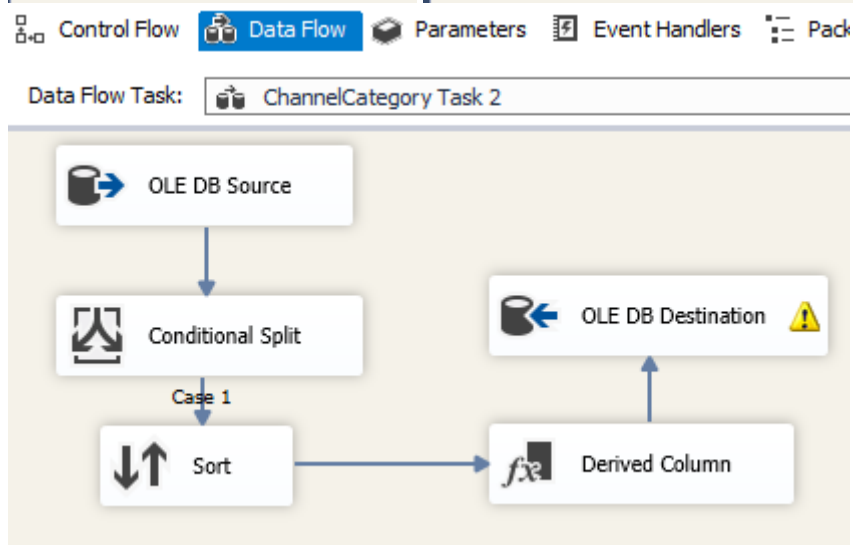 Control Flow Data Flow Parameters Event Handlers Pack
Data Flow Task: ChannelCategory Task 2
OLE DB Source
OLE DB Destination
Conditional Split
Case 1
Sort
Derived Column